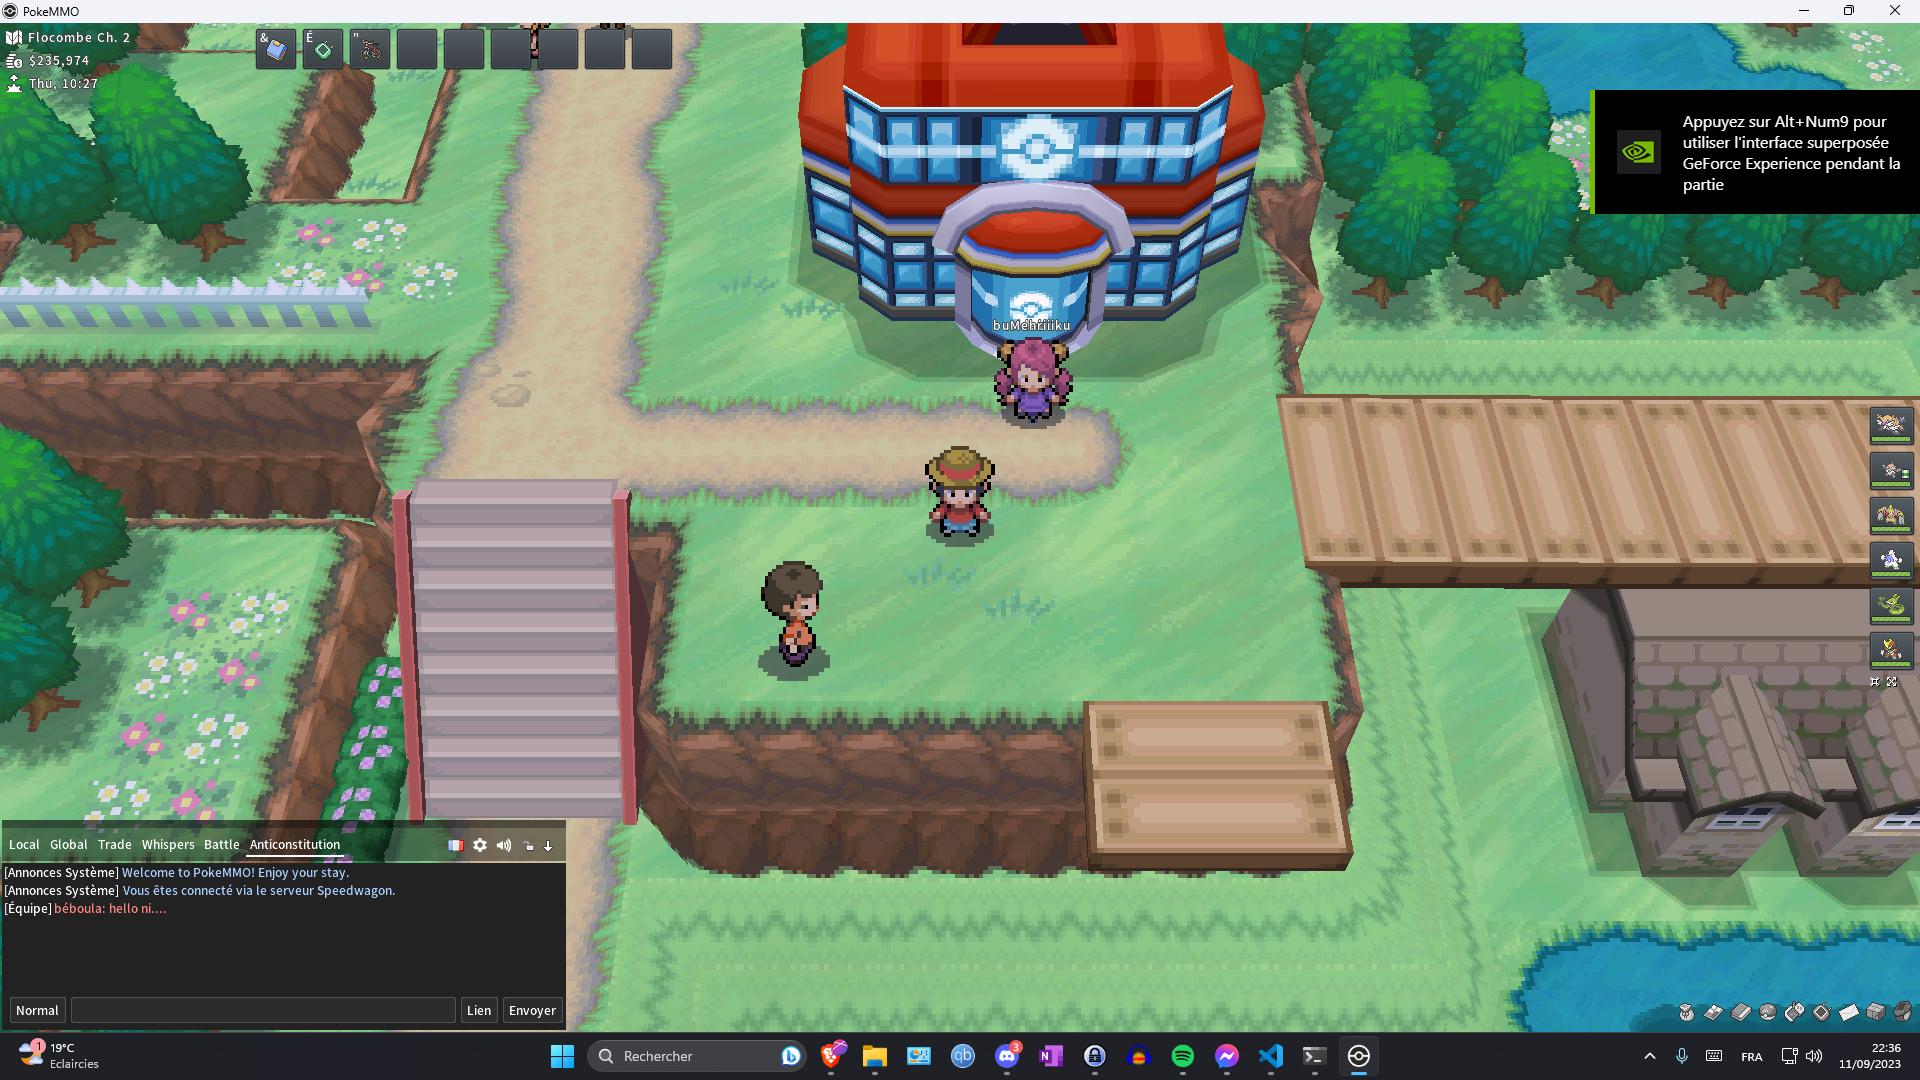 PokeMMO
Flocombe Ch. 2
$235,974
Thu, 10:27
&
É
"
Appuyez sur Alt+Num9 pour
utiliser l'interface superposée
GeForce Experience pendant la
partie
Local Global Trade Whispers Battle Anticonstitution
[Annonces Système] Welcome to PokeMMO! Enjoy your stay.
[Annonces Système] Vous êtes connecté via le serveur Speedwagon.
[Équipe] béboula: hello ni....
Normal
Lien
Envoyer
1
19°C
Eclaircies
Rechercher
qb
3
N
FRA
22:36
11/09/2023